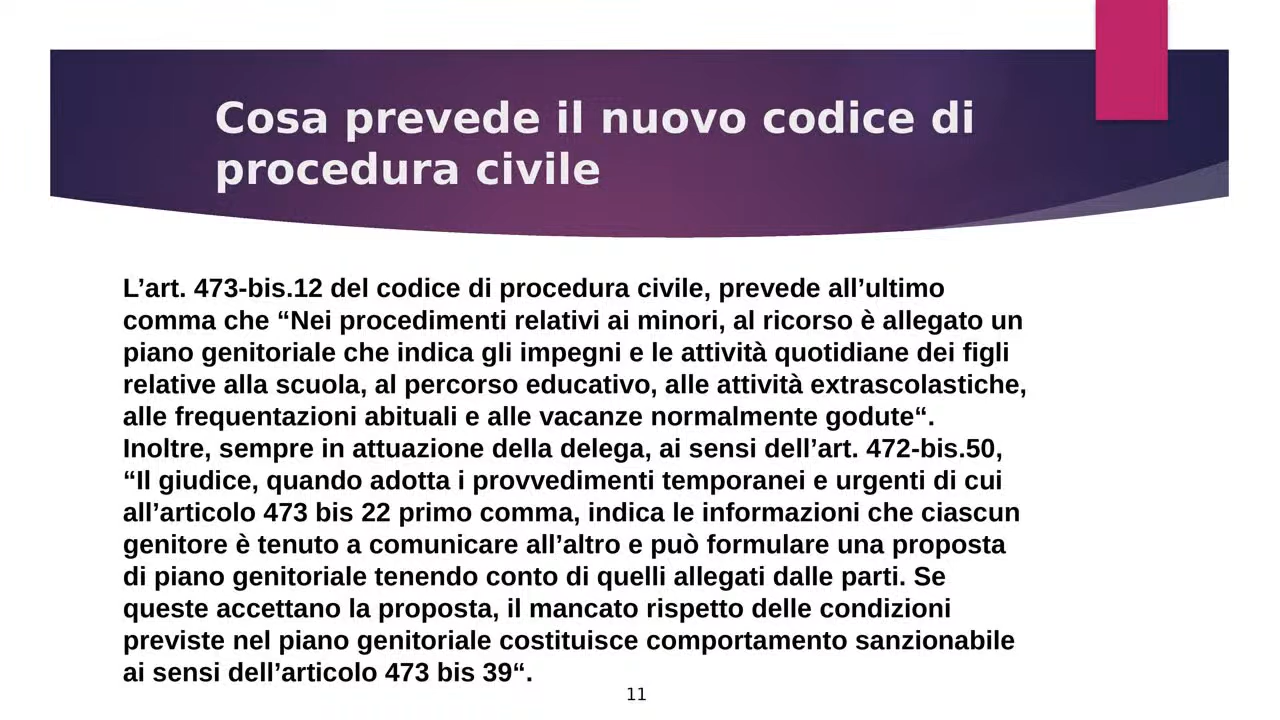 Cosa prevede il nuovo codice di
procedura civile
L’art. 473-bis.12 del codice di procedura civile, prevede all’ultimo
comma che “Nei procedimenti relativi ai minori, al ricorso è allegato un
piano genitoriale che indica gli impegni e le attività quotidiane dei figli
relative alla scuola, al percorso educativo, alle attività extrascolastiche,
alle frequentazioni abituali e alle vacanze normalmente godute“.
Inoltre, sempre in attuazione della delega, ai sensi dell’art. 472-bis.50,
“Il giudice, quando adotta i provvedimenti temporanei e urgenti di cui
all’articolo 473 bis 22 primo comma, indica le informazioni che ciascun
genitore è tenuto a comunicare all’altro e può formulare una proposta
di piano genitoriale tenendo conto di quelli allegati dalle parti. Se
queste accettano la proposta, il mancato rispetto delle condizioni
previste nel piano genitoriale costituisce comportamento sanzionabile
ai sensi dell’articolo 473 bis 39“.
11